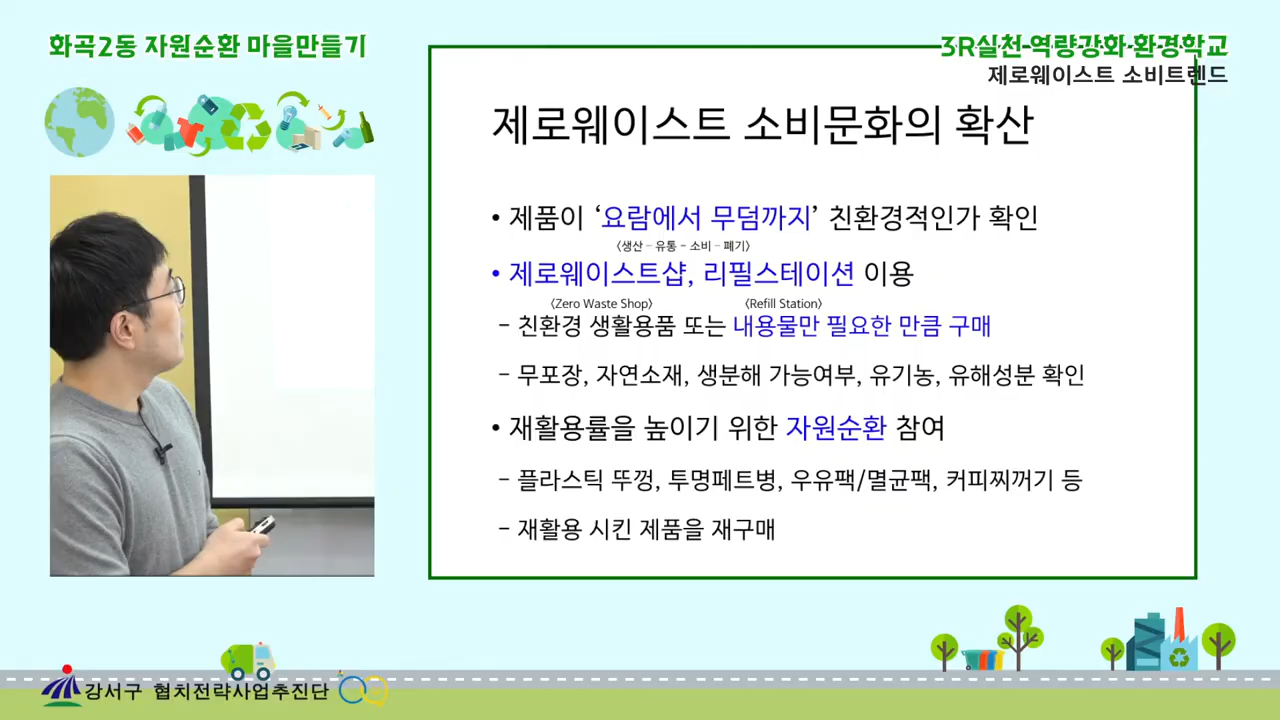 화곡2동 자원순환 마을만들기
3R실천 역량강화 환경학교
제로웨이스트 소비트렌드
제로웨이스트 소비문화의 확산
• 제품이 ‘요람에서 무덤까지’ 친환경적인가 확인
<생산 – 유통 – 소비 – 폐기>
• 제로웨이스트샵, 리필스테이션 이용
<Zero Waste Shop> <Refill Station>
– 친환경 생활용품 또는 내용물만 필요한 만큼 구매
– 무포장, 자연소재, 생분해 가능여부, 유기농, 유해성분 확인
• 재활용률을 높이기 위한 자원순환 참여
– 플라스틱 뚜껑, 투명페트병, 우유팩/멸균팩, 커피찌꺼기 등
– 재활용 시킨 제품을 재구매
강서구 협치전략사업추진단